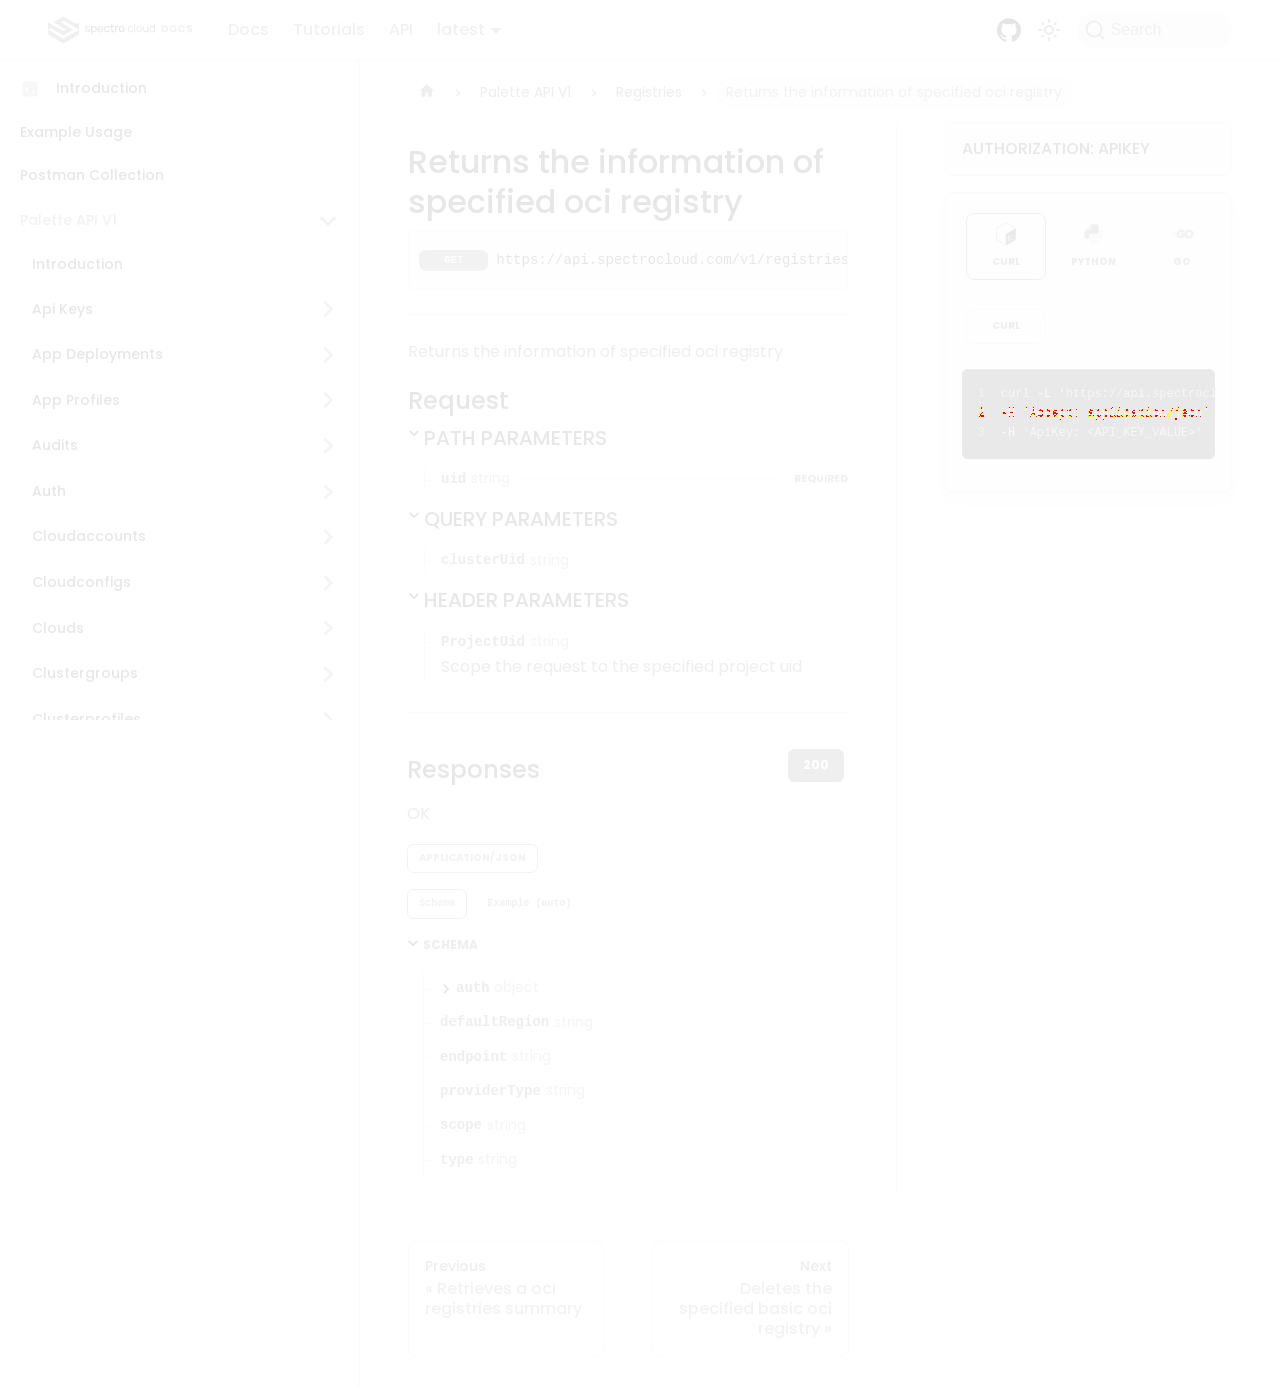 spectro cloud DOCS
Docs
Tutorials
API
latest
Search
Introduction
Example Usage
Postman Collection
Palette API V1
Introduction
Api Keys
App Deployments
App Profiles
Audits
Auth
Cloudaccounts
Cloudconfigs
Clouds
Clustergroups
Clusterprofiles
Palette API V1
Registries
Returns the information of specified oci registry
Returns the information of
specified oci registry
GET https://api.spectrocloud.com/v1/registries
Returns the information of specified oci registry
Request
PATH PARAMETERS
uid string REQUIRED
QUERY PARAMETERS
clusterUid string
HEADER PARAMETERS
ProjectUid string
Scope the request to the specified project uid
Responses
200
OK
APPLICATION/JSON
Schema
Example (auto)
SCHEMA
auth object
defaultRegion string
endpoint string
providerType string
scope string
type string
Previous
« Retrieves a oci
registries summary
Next
Deletes the
specified basic oci
registry »
AUTHORIZATION: APIKEY
CURL
PYTHON
GO
GO
CURL
1 curl -L 'https://api.spectrocl
2 -H 'Accept: application/json'
3 -H 'ApiKey: <API_KEY_VALUE>'